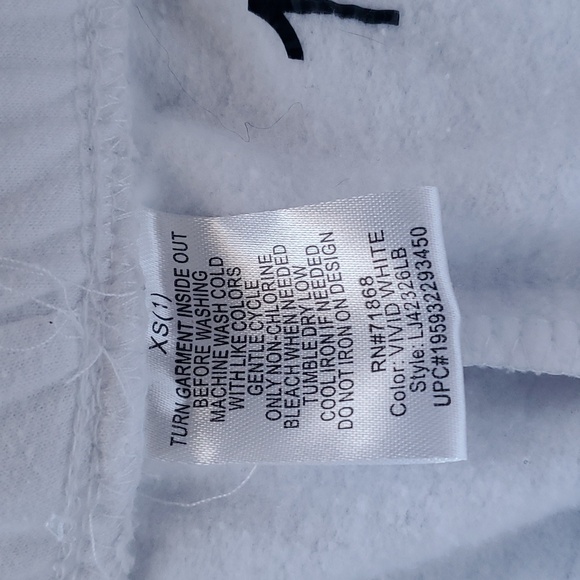 XS(1)
TURN GARMENT INSIDE OUT
BEFORE WASHING
MACHINE WASH COLD
WITH LIKE COLORS
GENTLE CYCLE
ONLY NON-CHLORINE
BLEACH WHEN NEEDED
TUMBLE DRY LOW
COOL IRON IF NEEDED
DO NOT IRON ON DESIGN
RN#71868
Color: VIVID WHITE
Style: LJ42326LB
UPC#195932293450